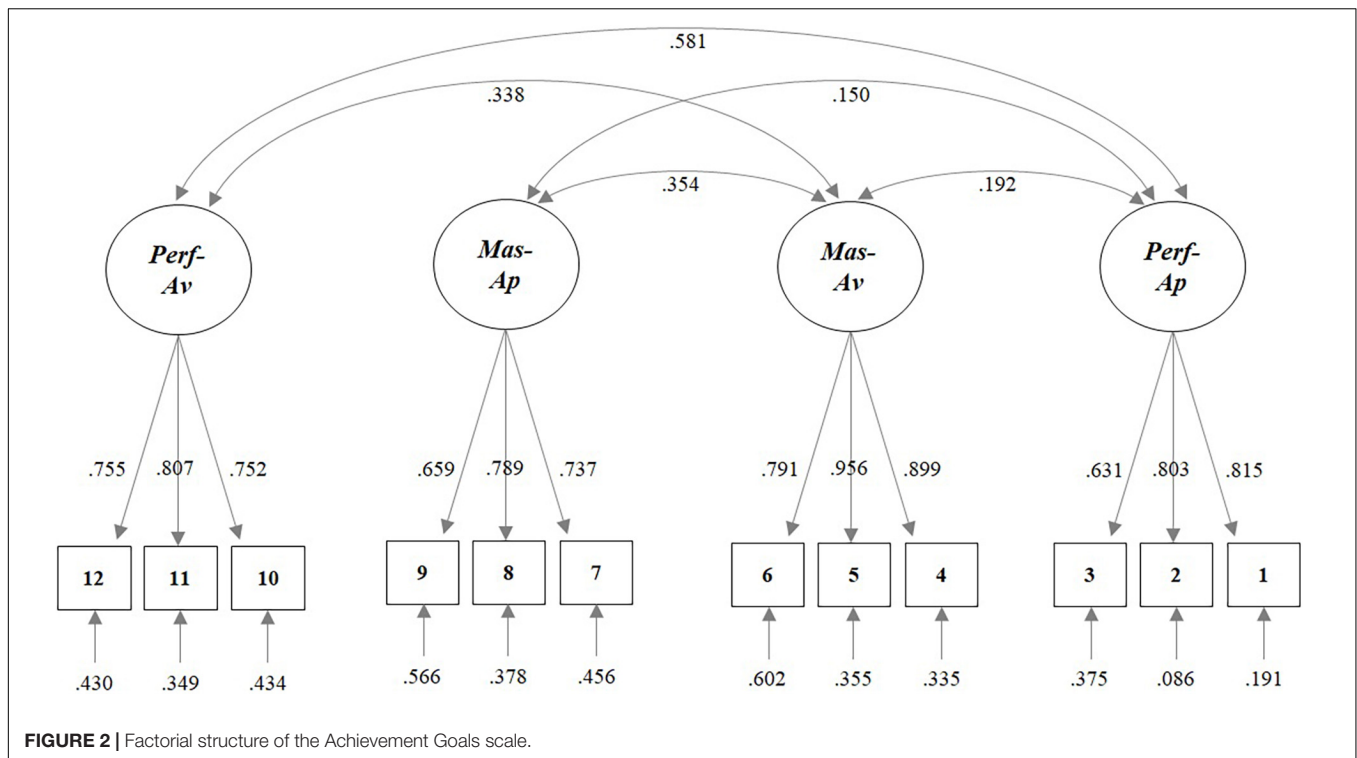 .581
.338 .150
.354 .192
Perf-
Av
Mas-
Ap
Mas-
Av
Perf-
Ap
.755 .807 .752 .659 .789 .737 .791 .956 .899 .631 .803 .815
12 11 10 9 8 7 6 5 4 3 2 1
.430 .349 .434 .566 .378 .456 .602 .355 .335 .375 .086 .191
FIGURE 2 | Factorial structure of the Achievement Goals scale.